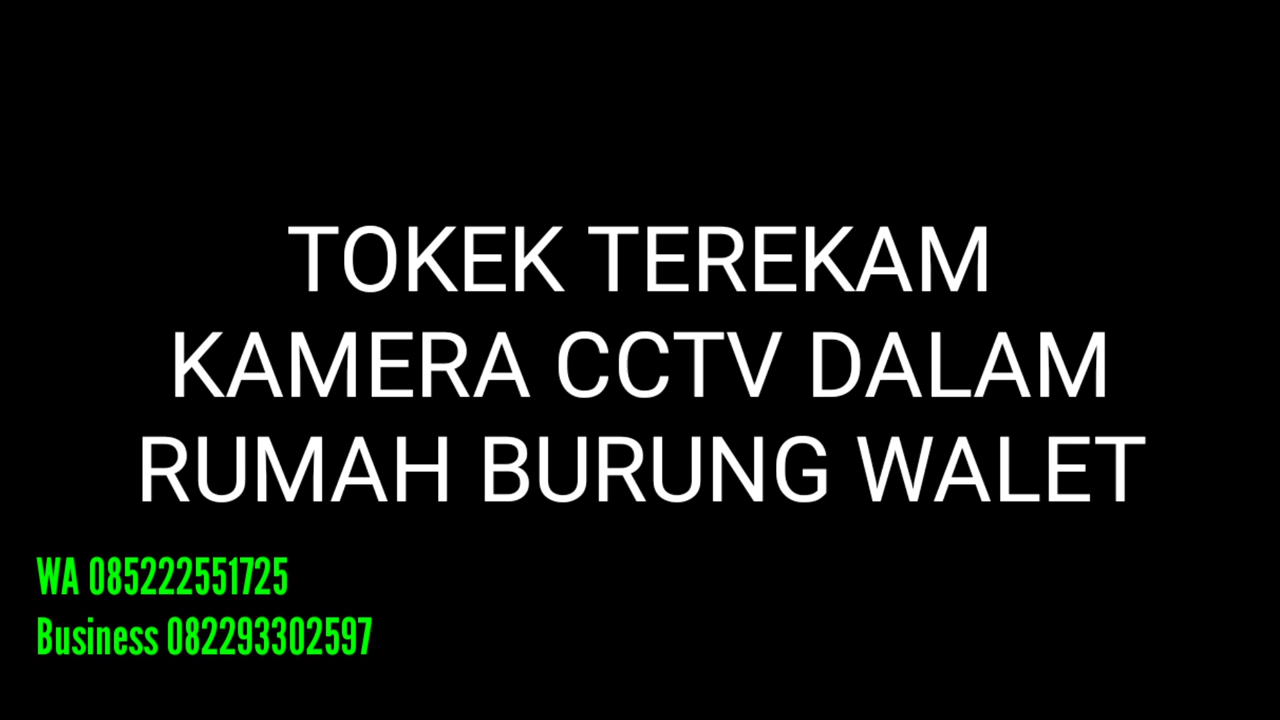 TOKEK TEREKAM
KAMERA CCTV DALAM
RUMAH BURUNG WALET
WA 085222551725
Business 082293302597